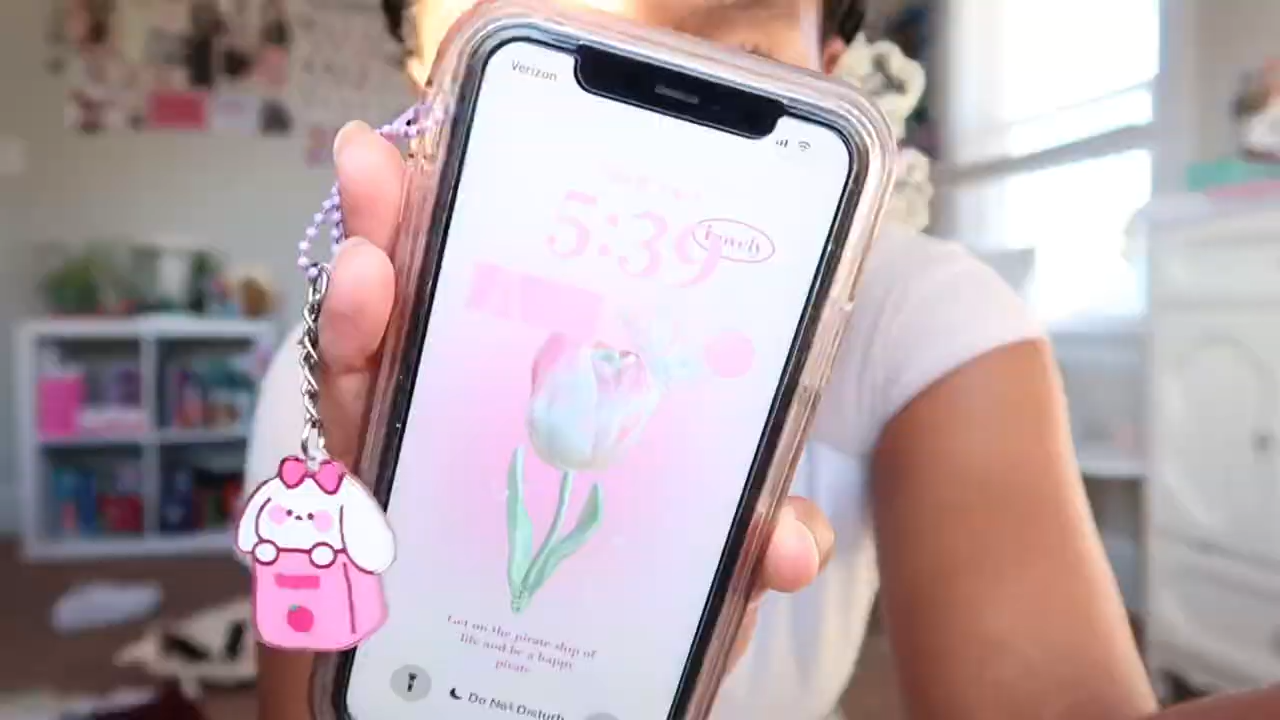 Verizon
5:39
lovely
Get on the pirate ship of
life and be a happy
pirate
Do Not Disturb